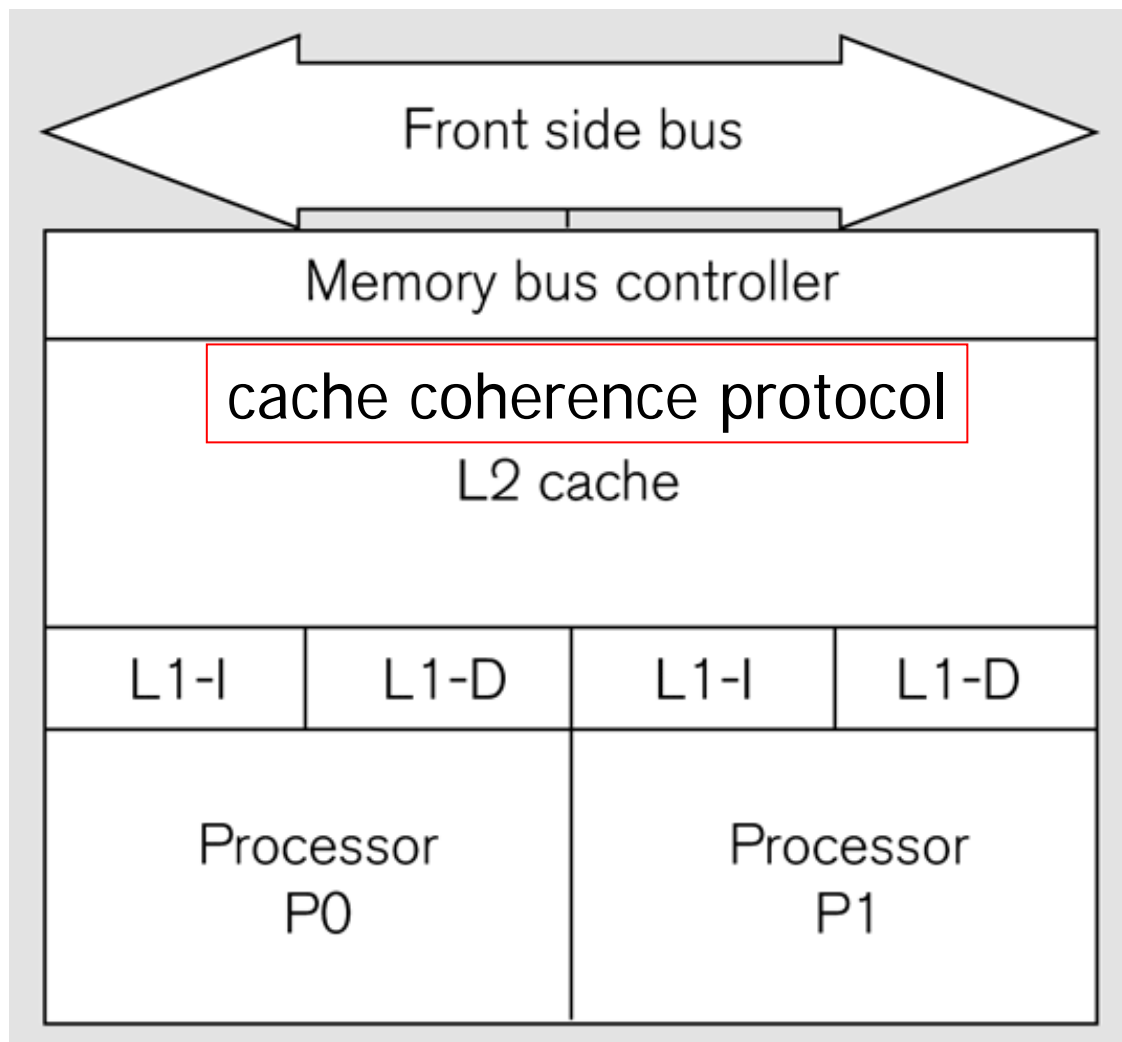 Front side bus
Memory bus controller
cache coherence protocol
L2 cache
L1-I
L1-D
L1-I
L1-D
Processor
P0
Processor
P1